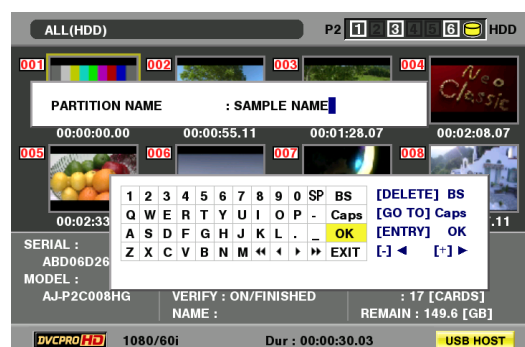 ALL(HDD) P2 1 2 3 4 5 6 HDD
001 002 003 004
Neo
Classic
PARTITION NAME : SAMPLE NAME
00:00:00.00 00:00:55.11 00:01:28.07 00:02:08.07
005 006 007 008
1 2 3 4 5 6 7 8 9 0 SP BS [DELETE] BS
Q W E R T Y U I O P - Caps [GO TO] Caps
A S D F G H J K L . _ OK [ENTRY] OK
Z X C V B N M EXIT [-] ◀ [+] ▶
00:02:33 .11
SERIAL :
ABD06D26
MODEL :
AJ-P2C008HG VERIFY : ON/FINISHED : 17 [CARDS]
NAME : REMAIN : 149.6 [GB]
DVCPRO HD 1080/60i Dur : 00:00:30.03 USB HOST